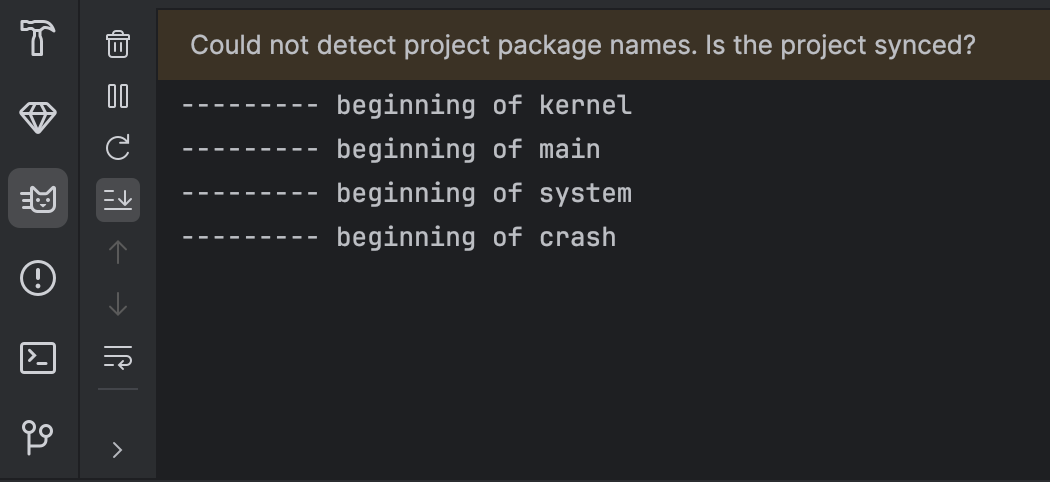 Could not detect project package names. Is the project synced?
--------- beginning of kernel
--------- beginning of main
--------- beginning of system
--------- beginning of crash